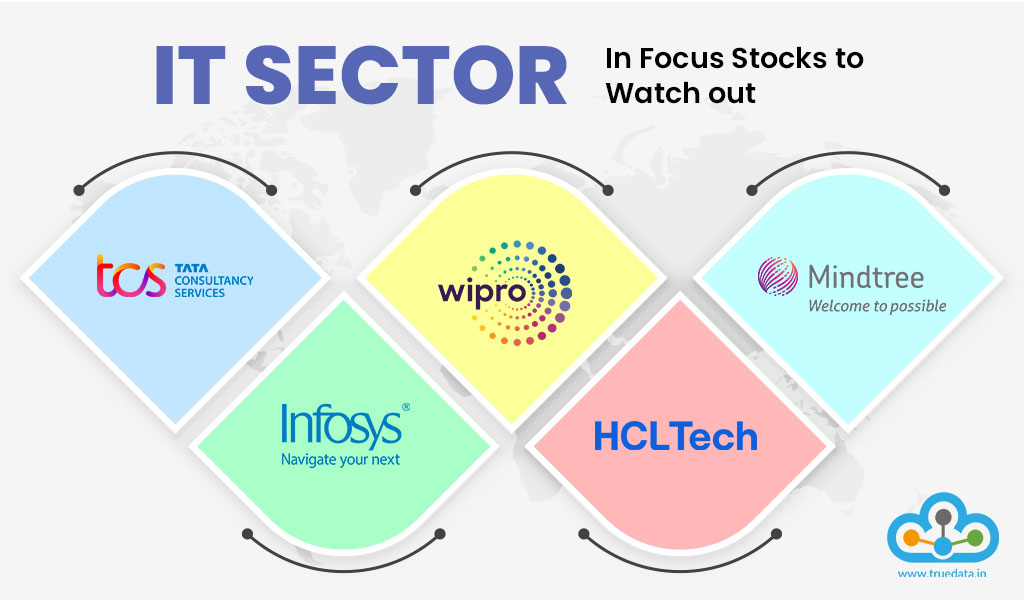 IT SECTOR
In Focus Stocks to
Watch out
tcs
TATA
CONSULTANCY
SERVICES
wipro
Mindtree
Welcome to possible
Infosys®
Navigate your next
HCLTech
www.truedata.in